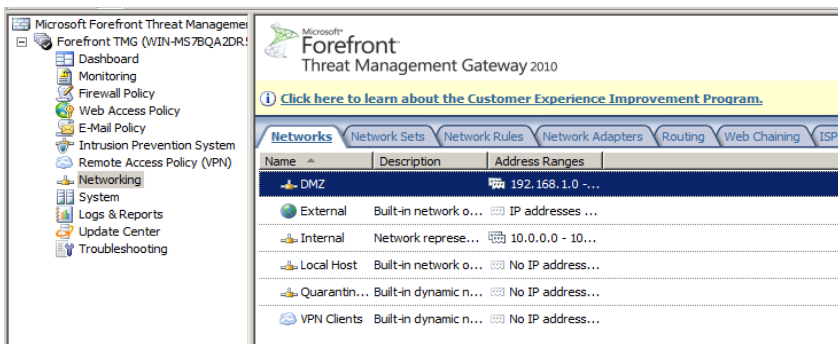 Microsoft Forefront Threat Manageme
Forefront TMG (WIN-MS7BQA2DR
Dashboard
Monitoring
Firewall Policy
Web Access Policy
E-Mail Policy
Intrusion Prevention System
Remote Access Policy (VPN)
Networking
System
Logs & Reports
Update Center
Troubleshooting
Microsoft
Forefront
Threat Management Gateway 2010
Click here to learn about the Customer Experience Improvement Program.
Networks Network Sets Network Rules Network Adapters Routing Web Chaining ISP
Name Description Address Ranges
DMZ 192.168.1.0 -...
External Built-in network o... IP addresses ...
Internal Network represe... 10.0.0.0 - 10...
Local Host Built-in network o... No IP address...
Quarantin... Built-in dynamic n... No IP address...
VPN Clients Built-in dynamic n... No IP address...